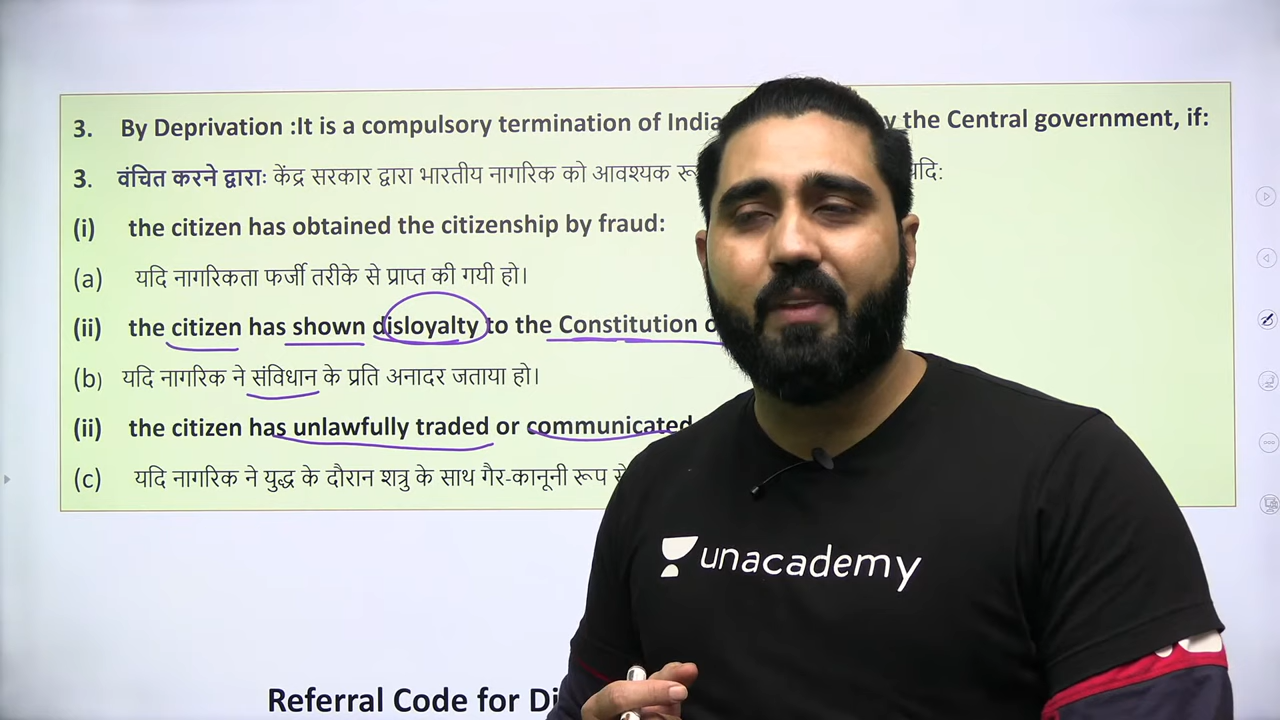 3. By Deprivation :It is a compulsory termination of India y the Central government, if:
3. वंचित करने द्वाराः केंद्र सरकार द्वारा भारतीय नागरिक को आवश्यक रू यदि:
(i) the citizen has obtained the citizenship by fraud:
(a) यदि नागरिकता फर्जी तरीके से प्राप्त की गयी हो।
(ii) the citizen has shown disloyalty to the Constitution o
(b) यदि नागरिक ने संविधान के प्रति अनादर जताया हो।
(ii) the citizen has unlawfully traded or communicated
(c) यदि नागरिक ने युद्ध के दौरान शत्रु के साथ गैर-कानूनी रूप से
unacademy
Referral Code for Di